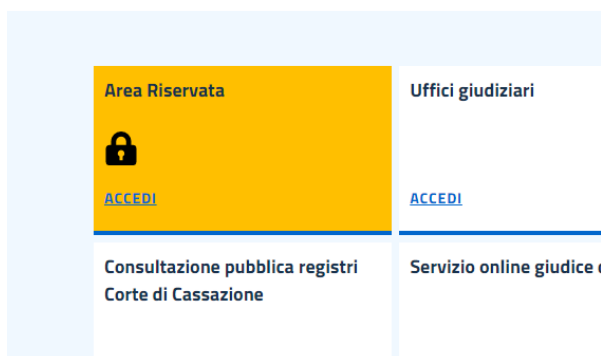 Area Riservata
Uffici giudiziari
ACCEDI
ACCEDI
Consultazione pubblica registri
Corte di Cassazione
Servizio online giudice